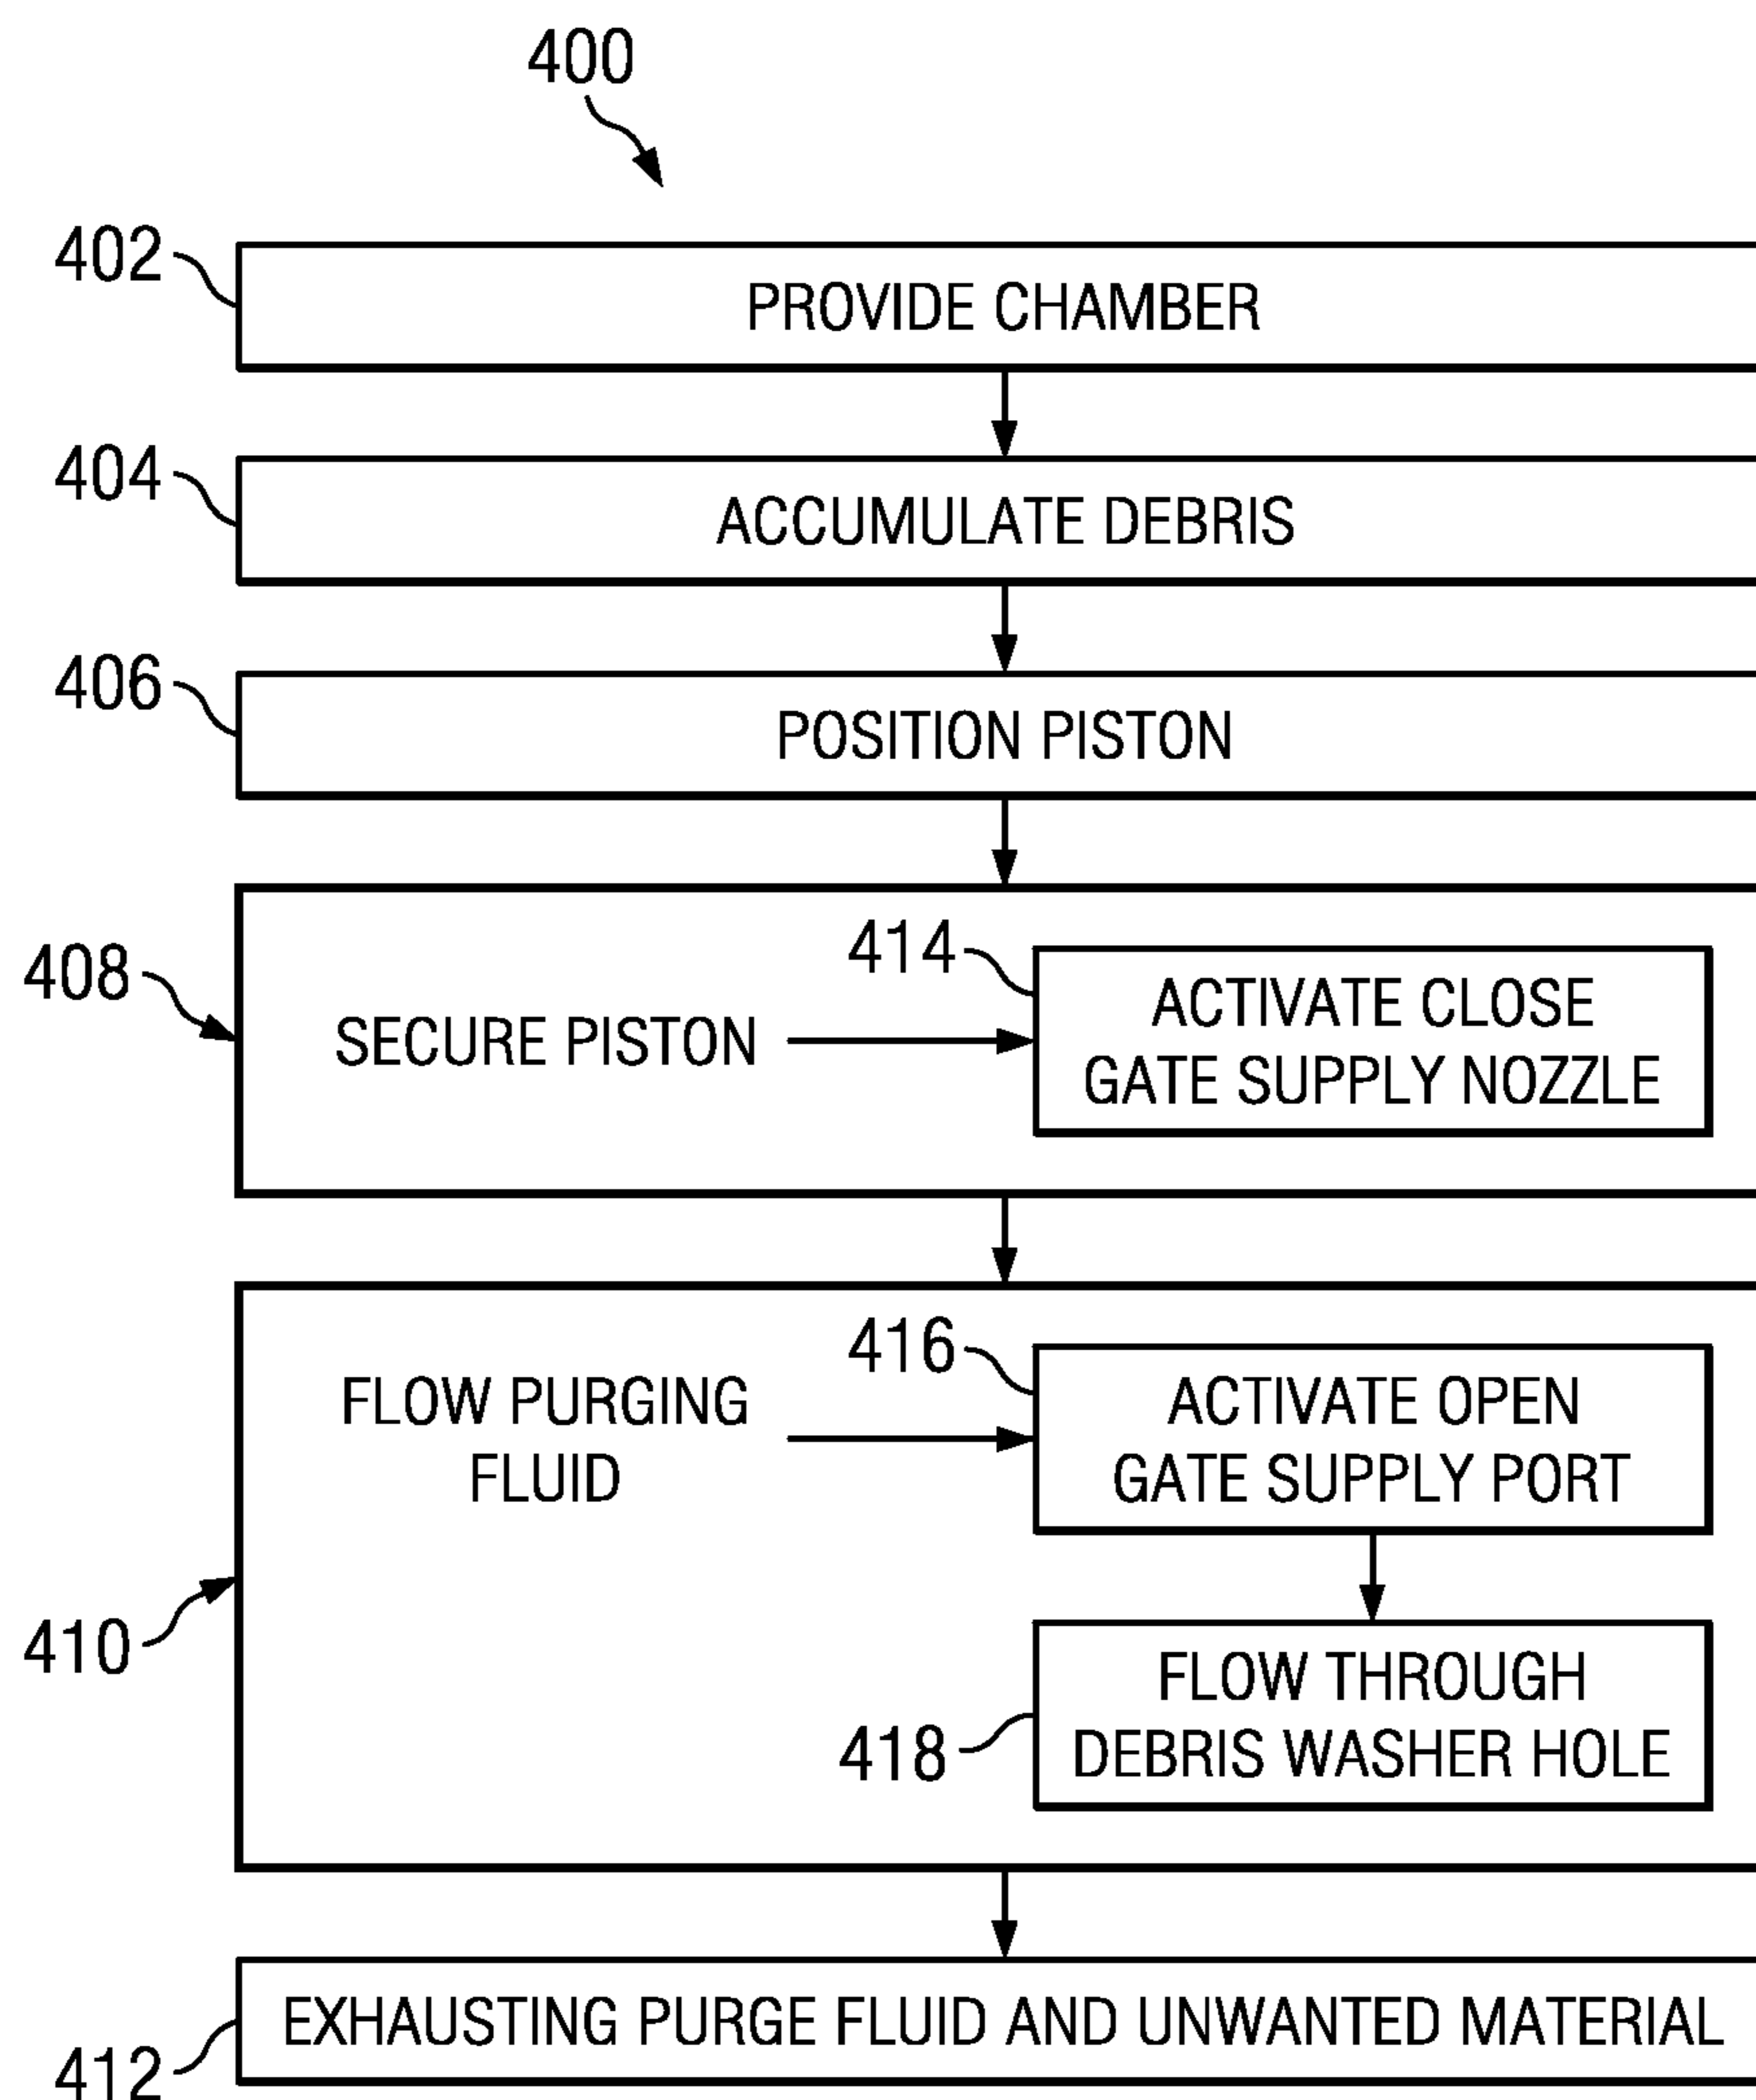 400
402
PROVIDE CHAMBER
404
ACCUMULATE DEBRIS
406
POSITION PISTON
408
SECURE PISTON
414
ACTIVATE CLOSE
GATE SUPPLY NOZZLE
410
FLOW PURGING
FLUID
416
ACTIVATE OPEN
GATE SUPPLY PORT
418
FLOW THROUGH
DEBRIS WASHER HOLE
412
EXHAUSTING PURGE FLUID AND UNWANTED MATERIAL